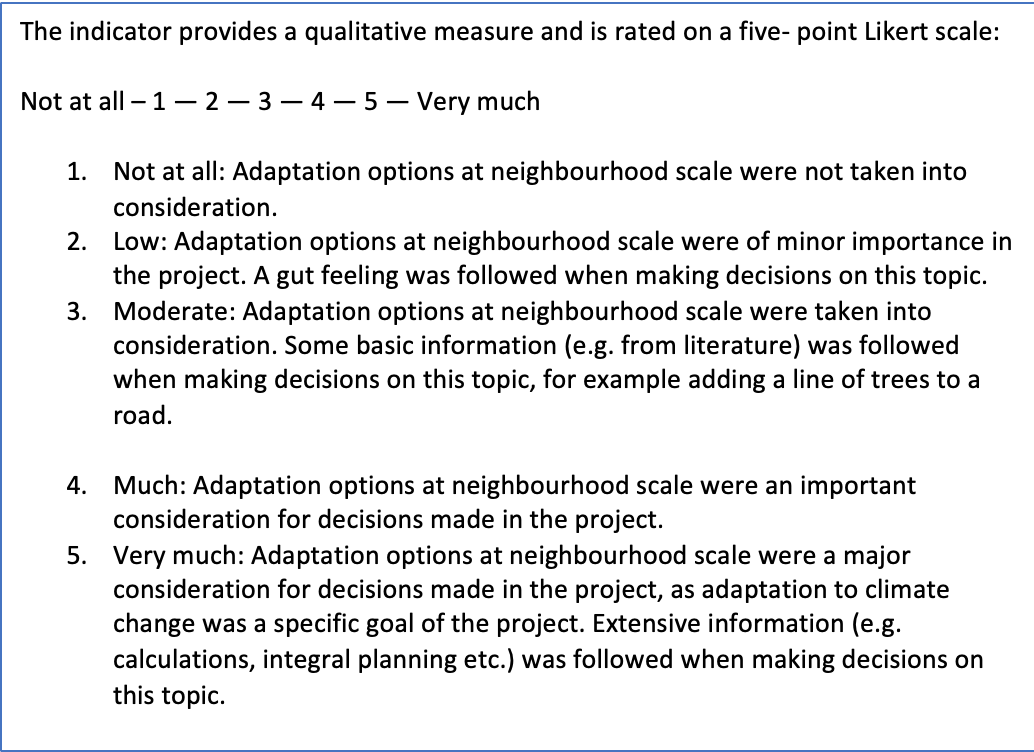 The indicator provides a qualitative measure and is rated on a five- point Likert scale:
Not at all – 1 — 2 — 3 — 4 — 5 — Very much
1. Not at all: Adaptation options at neighbourhood scale were not taken into
consideration.
2. Low: Adaptation options at neighbourhood scale were of minor importance in
the project. A gut feeling was followed when making decisions on this topic.
3. Moderate: Adaptation options at neighbourhood scale were taken into
consideration. Some basic information (e.g. from literature) was followed
when making decisions on this topic, for example adding a line of trees to a
road.
4. Much: Adaptation options at neighbourhood scale were an important
consideration for decisions made in the project.
5. Very much: Adaptation options at neighbourhood scale were a major
consideration for decisions made in the project, as adaptation to climate
change was a specific goal of the project. Extensive information (e.g.
calculations, integral planning etc.) was followed when making decisions on
this topic.